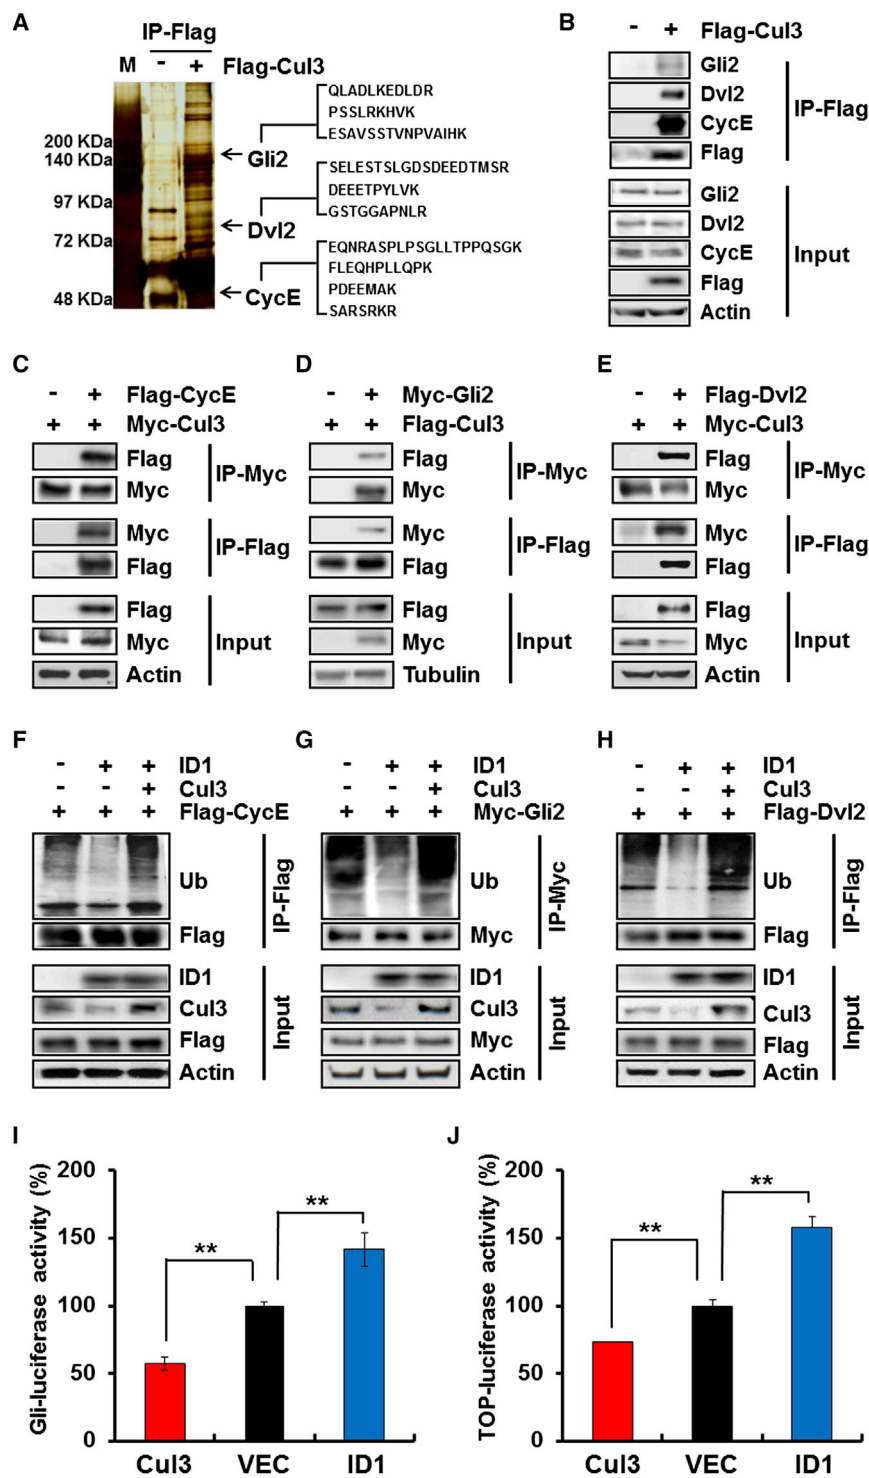 A
IP-Flag
M - + Flag-Cul3
QLADLKEDLDR
PSSLRKHVK
ESAVSSTVNPVAIHK
200 KDa
140 KDa
Gli2
SELESTSLGDSDEEDTMSR
DEEETPYLVK
GSTGGAPNLR
97 KDa
Dvl2
72 KDa
EQNRASPLPSGLLTPPQSGK
FLEQHPLLQPK
PDEEMAK
SARSRKR
48 KDa
CycE
B
- + Flag-Cul3
Gli2
Dvl2
CycE
Flag
IP-Flag
Gli2
Dvl2
CycE
Flag
Actin
Input
C
- + Flag-CycE
+ + Myc-Cul3
Flag
Myc
IP-Myc
Myc
Flag
IP-Flag
Flag
Myc
Actin
Input
D
- + Myc-Gli2
+ + Flag-Cul3
Flag
Myc
IP-Myc
Myc
Flag
IP-Flag
Flag
Myc
Tubulin
Input
E
- + Flag-Dvl2
+ + Myc-Cul3
Flag
Myc
IP-Myc
Myc
Flag
IP-Flag
Flag
Myc
Actin
Input
F
- + + ID1
- - + Cul3
+ + + Flag-CycE
Ub
Flag
IP-Flag
ID1
Cul3
Flag
Actin
Input
G
- + + ID1
- - + Cul3
+ + + Myc-Gli2
Ub
Myc
IP-Myc
ID1
Cul3
Myc
Actin
Input
H
- + + ID1
- - + Cul3
+ + + Flag-Dvl2
Ub
Flag
IP-Flag
ID1
Cul3
Flag
Actin
Input
I
Gli-luciferase activity (%)
200
150
100
50
0
**
**
Cul3 VEC ID1
J
TOP-luciferase activity (%)
200
150
100
50
0
**
**
Cul3 VEC ID1